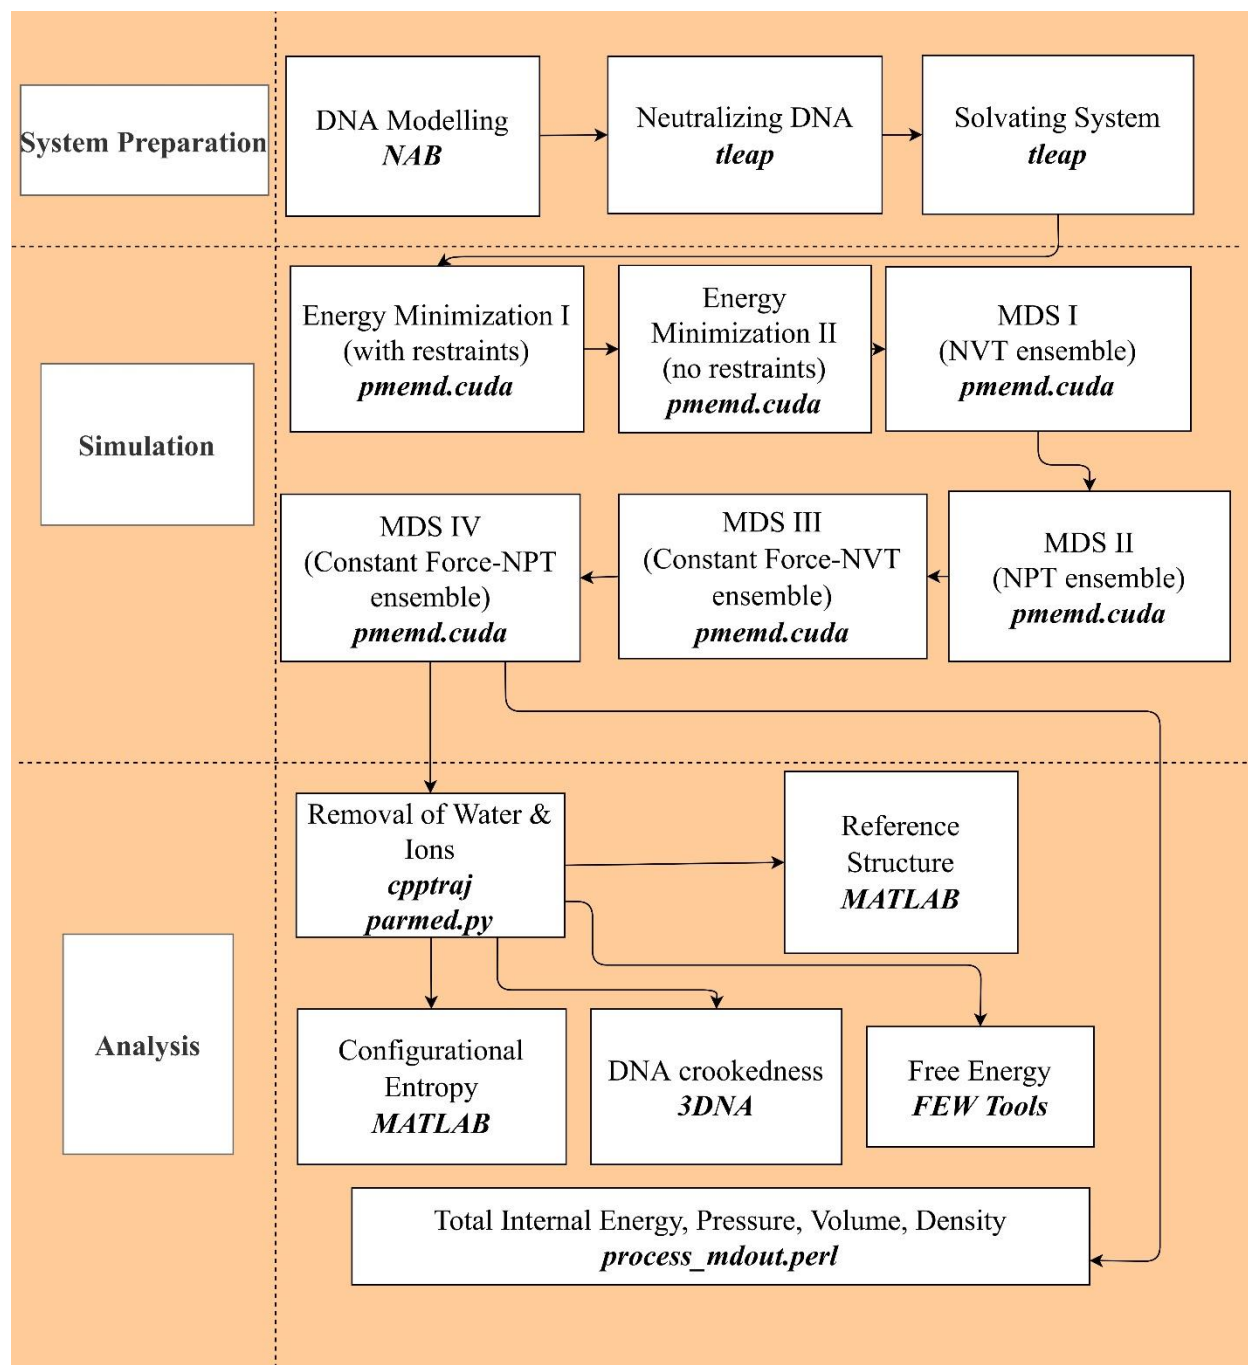 System Preparation
DNA Modelling
NAB
Neutralizing DNA
tleap
Solvating System
tleap
Simulation
Energy Minimization I
(with restraints)
pmemd.cuda
Energy
Minimization II
(no restraints)
pmemd.cuda
MDS I
(NVT ensemble)
pmemd.cuda
MDS II
(NPT ensemble)
pmemd.cuda
MDS III
(Constant Force-NVT
ensemble)
pmemd.cuda
MDS IV
(Constant Force-NPT
ensemble)
pmemd.cuda
Analysis
Removal of Water &
Ions
cpptraj
parmed.py
Reference
Structure
MATLAB
Configurational
Entropy
MATLAB
DNA crookedness
3DNA
Free Energy
FEW Tools
Total Internal Energy, Pressure, Volume, Density
process_mdout.perl